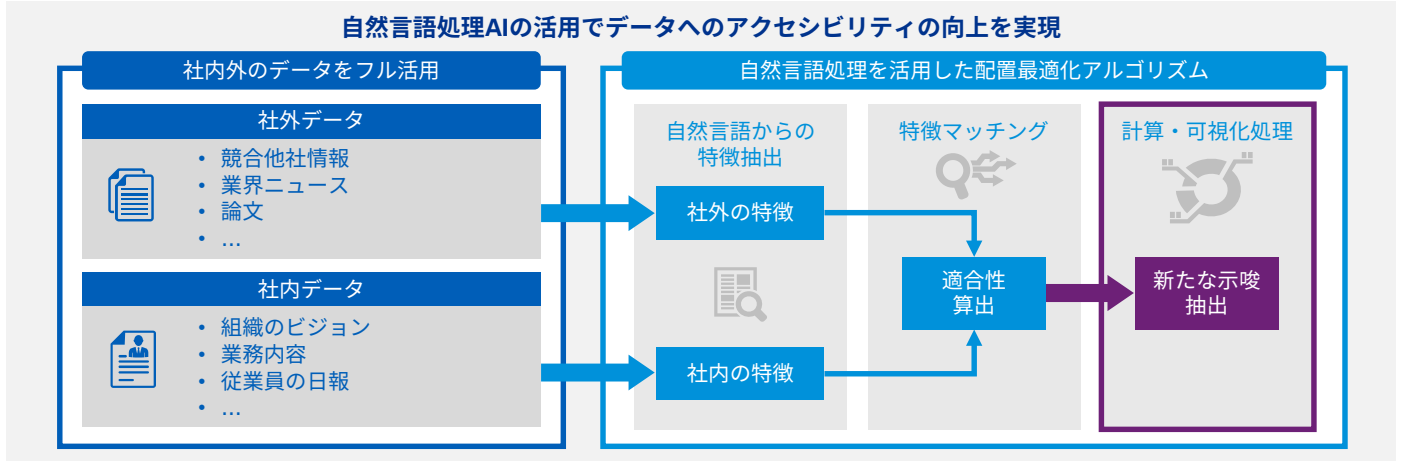 自然言語処理AIの活用でデータへのアクセシビリティの向上を実現
社内外のデータをフル活用
社外データ
• 競合他社情報
• 業界ニュース
• 論文
• …
社内データ
• 組織のビジョン
• 業務内容
• 従業員の日報
• …
自然言語処理を活用した配置最適化アルゴリズム
自然言語からの
特徴抽出
社外の特徴
社内の特徴
特徴マッチング
適合性
算出
計算・可視化処理
新たな示唆
抽出